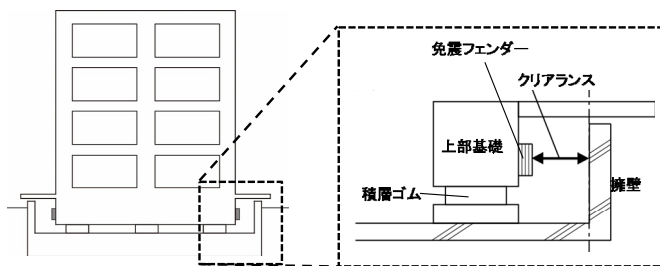 免震フェンダー
クリアランス
上部基礎
積層ゴム
擁壁